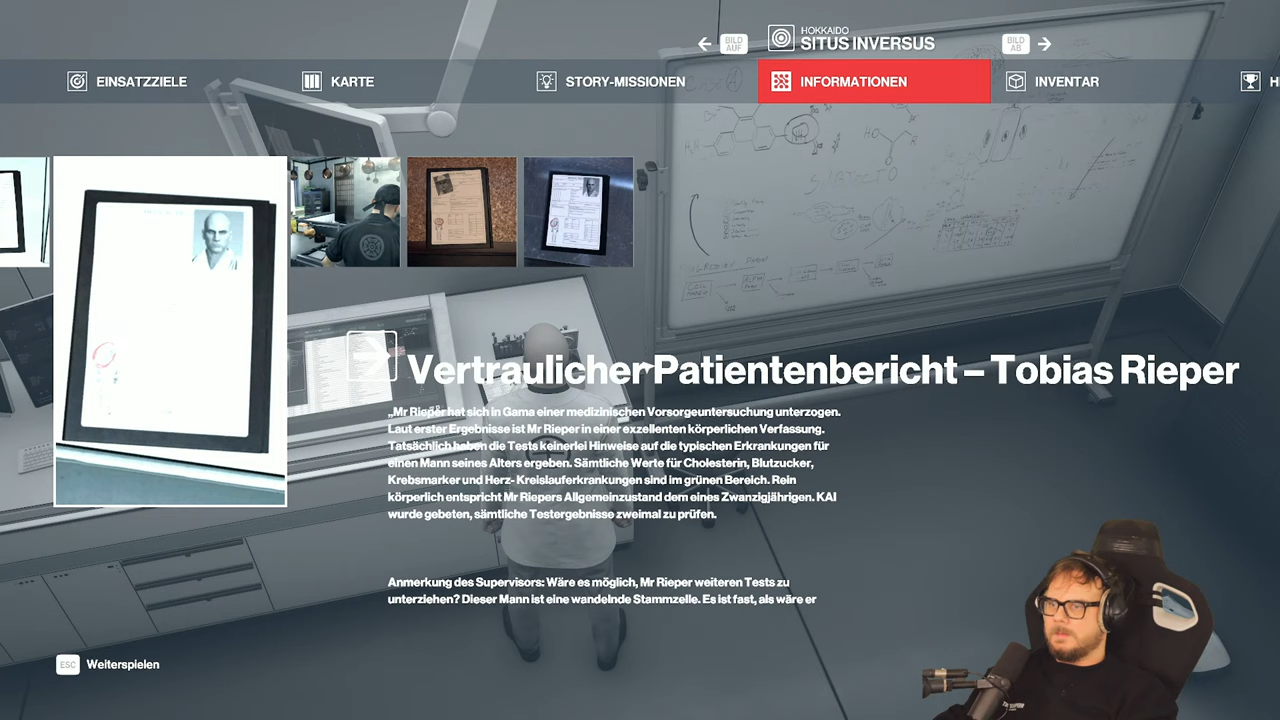 HOKKAIDO
BILD AUF
SITUS INVERSUS
BILD AB
EINSATZZIELE
KARTE
STORY-MISSIONEN
INFORMATIONEN
INVENTAR
Vertraulicher Patientenbericht – Tobias Rieper
„Mr Rieper hat sich in Gama einer medizinischen Vorsorgeuntersuchung unterzogen.
Laut erster Ergebnisse ist Mr Rieper in einer exzellenten körperlichen Verfassung.
Tatsächlich haben die Tests keinerlei Hinweise auf die typischen Erkrankungen für
einen Mann seines Alters ergeben. Sämtliche Werte für Cholesterin, Blutzucker,
Krebsmarker und Herz- Kreislauferkrankungen sind im grünen Bereich. Rein
körperlich entspricht Mr Riepers Allgemeinzustand dem eines Zwanzigjährigen. KAI
wurde gebeten, sämtliche Testergebnisse zweimal zu prüfen.
Anmerkung des Supervisors: Wäre es möglich, Mr Rieper weiteren Tests zu
unterziehen? Dieser Mann ist eine wandelnde Stammzelle. Es ist fast, als wäre er
ESC Weiterspielen